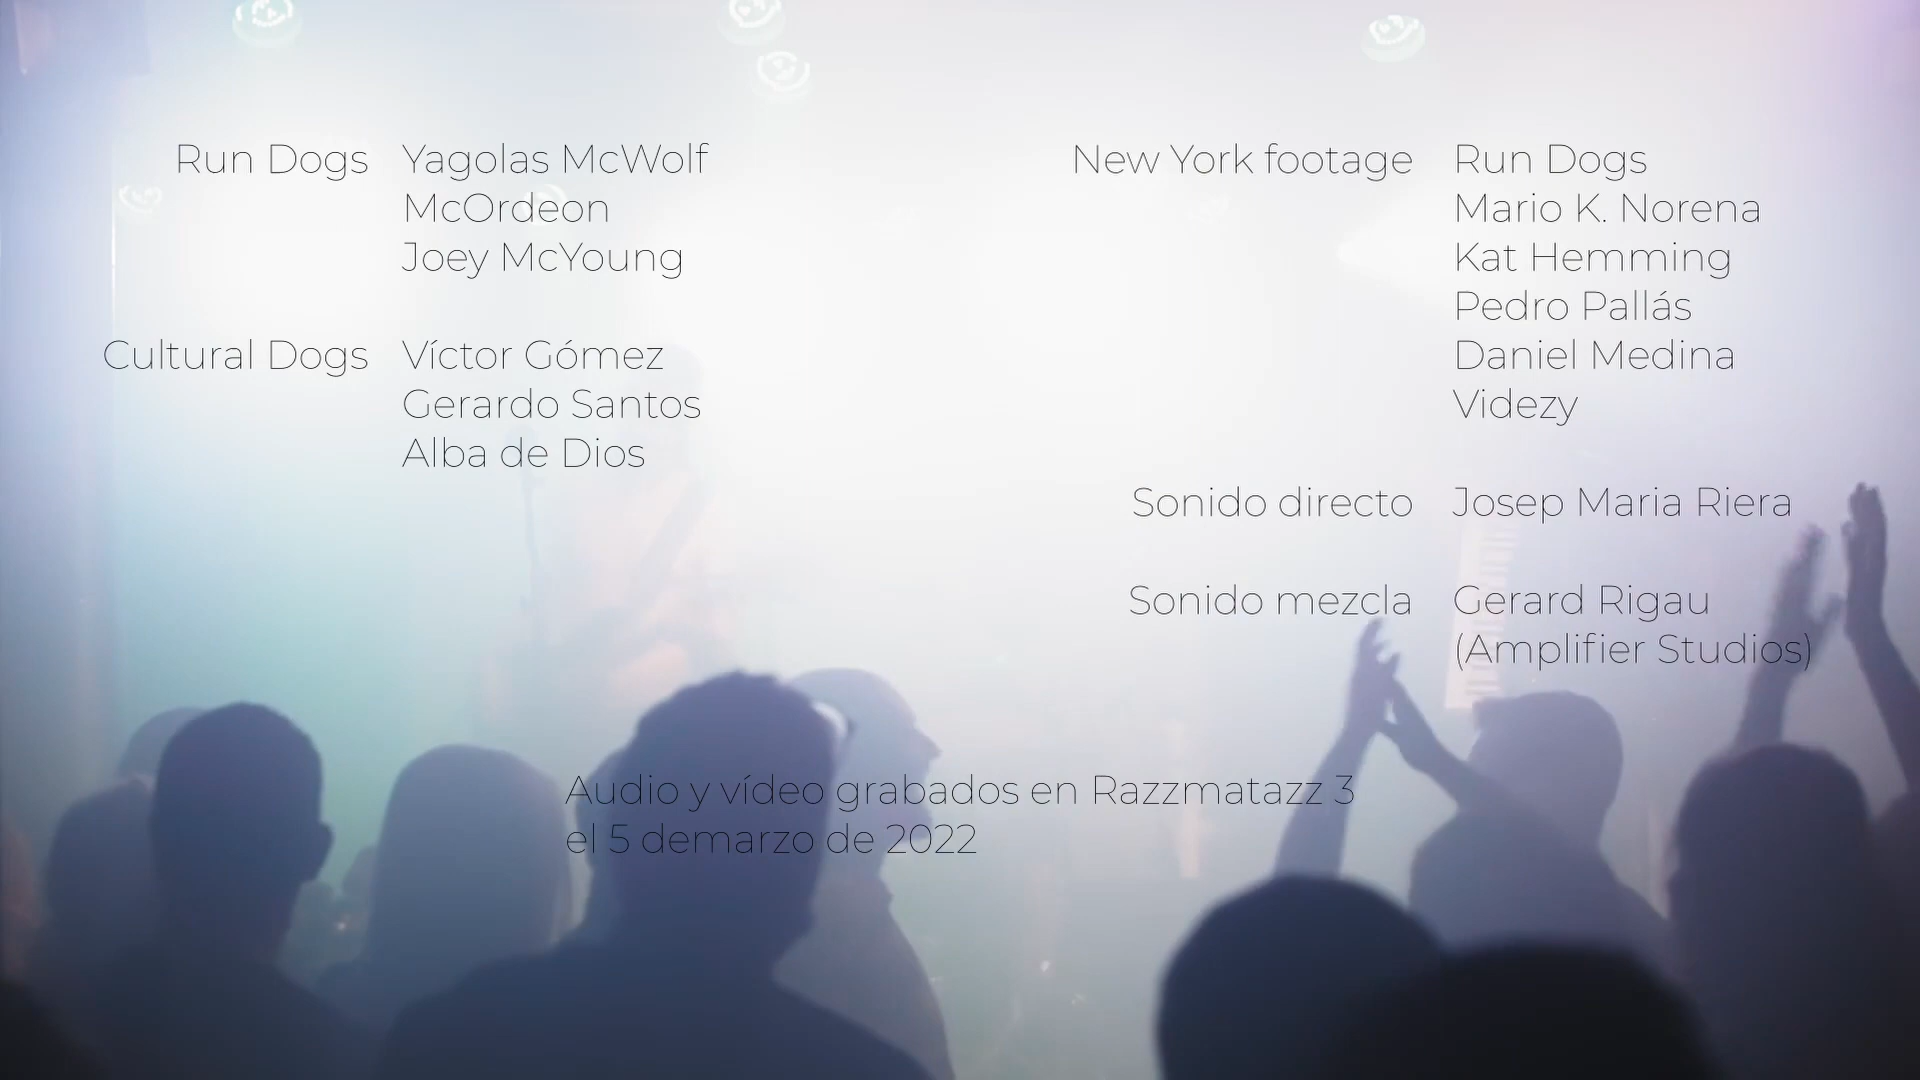 Run Dogs Yagolas McWolf
McOrdeon
Joey McYoung
Cultural Dogs Víctor Gómez
Gerardo Santos
Alba de Dios
New York footage Run Dogs
Mario K. Norena
Kat Hemming
Pedro Pallás
Daniel Medina
Videzy
Sonido directo Josep Maria Riera
Sonido mezcla Gerard Rigau
(Amplifier Studios)
Audio y vídeo grabados en Razzmatazz 3
el 5 demarzo de 2022